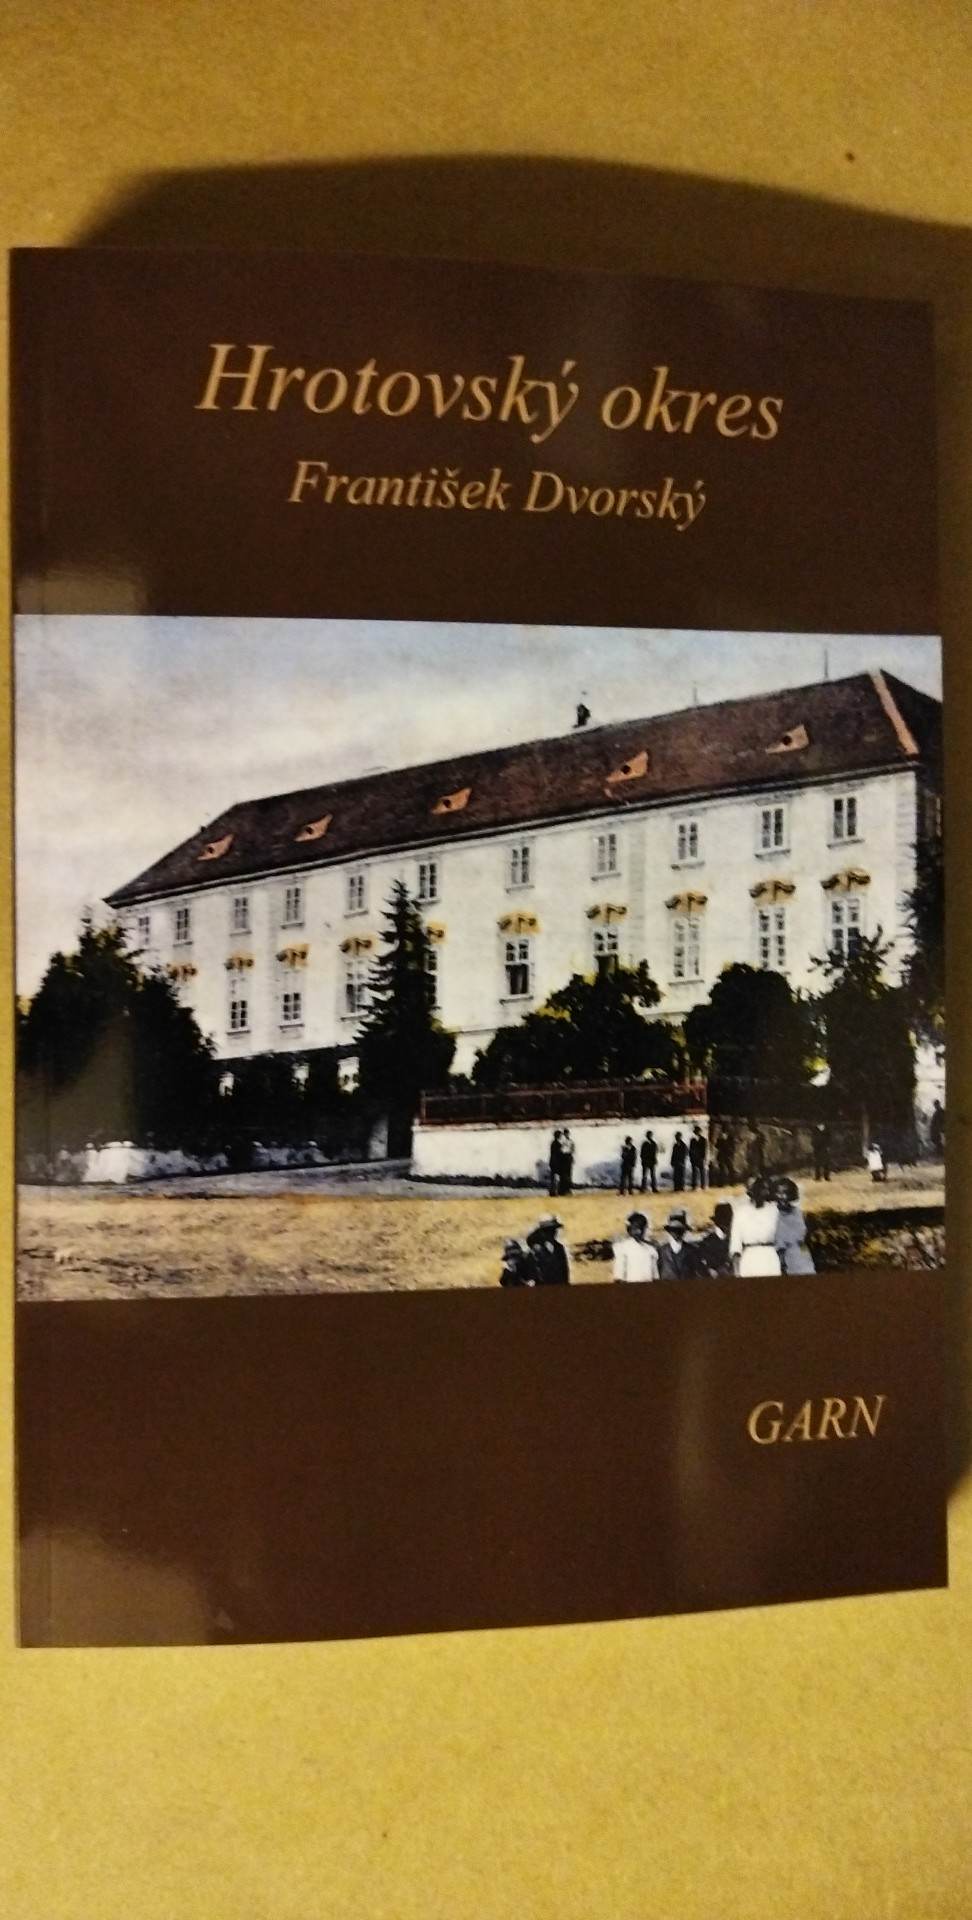 Hrotovský okres
František Dvorský
GARN